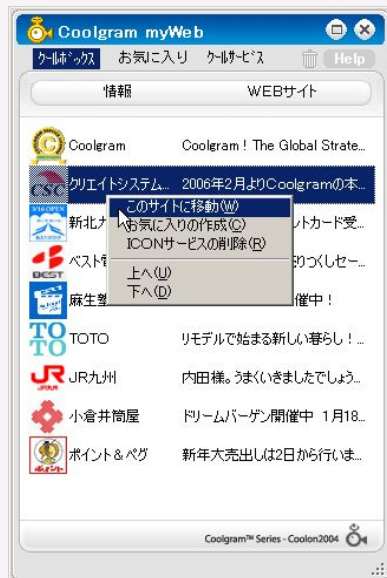 Coolgram myWeb
ｸｰﾙﾎﾞｯｸｽ お気に入り ｸｰﾙｻｰﾋﾞｽ Help
情報 WEBサイト
Coolgram Coolgram ! The Global Strate...
CSC クリエイトシステム... 2006年2月よりCoolgramの本...
このサイトに移動(W)
新北九 トカード受...
お気に入りの作成(C)
ICONサービスの削除(R)
BEST ベスト りつくしセー...
上へ(U)
麻生 催中！
下へ(D)
TO TO TOTO リモデルで始まる新しい暮らし！...
JR JR九州 内田様。うまくいきましたでしょう...
小倉井筒屋 ドリームバーゲン開催中 1月18...
ポイント ポイント＆ペグ 新年大売出しは2日から行いま...
Coolgram™ Series - Coolon2004